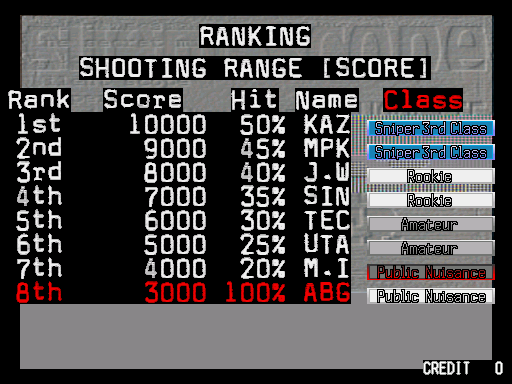 RANKING
SHOOTING RANGE [SCORE]
Rank Score Hit Name Class
1st 10000 50% KAZ Sniper 3rd Class
2nd 9000 45% MPK Sniper 3rd Class
3rd 8000 40% J.W Rookie
4th 7000 35% SIN Rookie
5th 6000 30% TEC Amateur
6th 5000 25% UTA Amateur
7th 4000 20% M.I Public Nuisance
8th 3000 100% ABG Public Nuisance
CREDIT 0